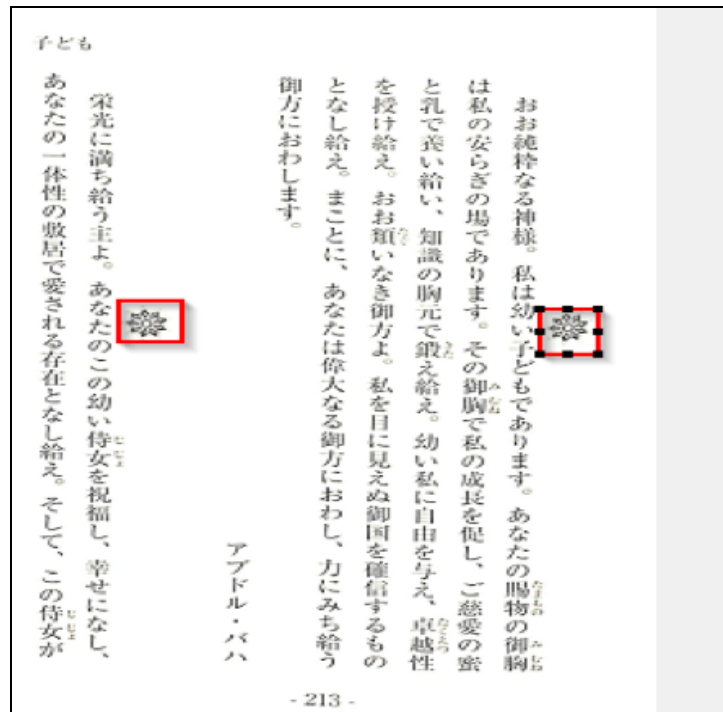 子ども
おお純粋なる神様。私は幼い子どもであります。あなたの賜物の御胸
は私の安らぎの場であります。その御胸で私の成長を促し、ご慈愛の蜜
と乳で養い給い、知識の胸元で鍛え給え。幼い私に自由を与え、卓越性
を授け給え。おお類いなき御方よ。私を目に見えぬ御国を確信するもの
となし給え。まことに、あなたは偉大なる御方におわし、力にみち給う
御方におわします。
アブドル・バハ
栄光に満ち給う主よ。あなたのこの幼い侍女を祝福し、幸せになし、
あなたの一体性の敷居で愛される存在となし給え。そして、この侍女が
- 213 -